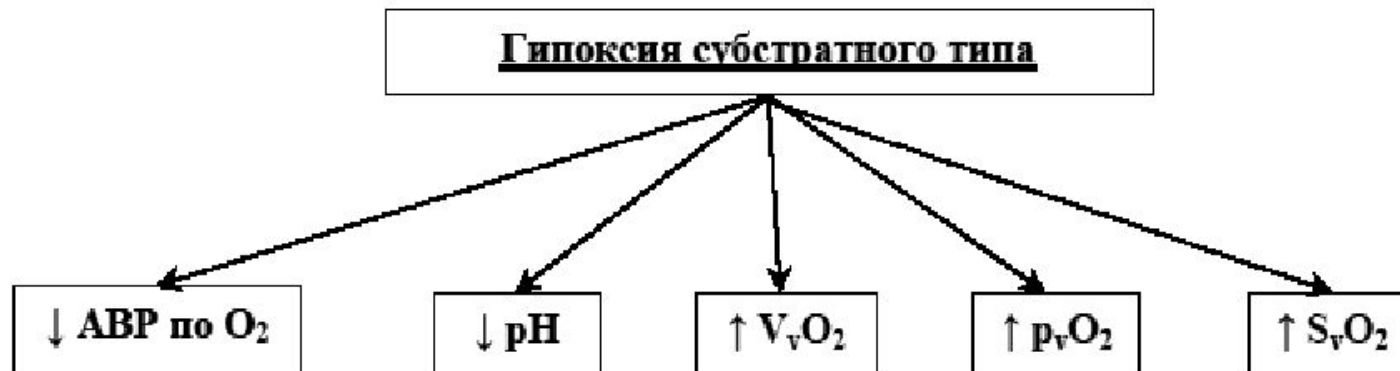 Гипоксия субстратного типа
↓ АВР по O₂
↓ pH
↑ VᵥO₂
↑ pᵥO₂
↑ SᵥO₂